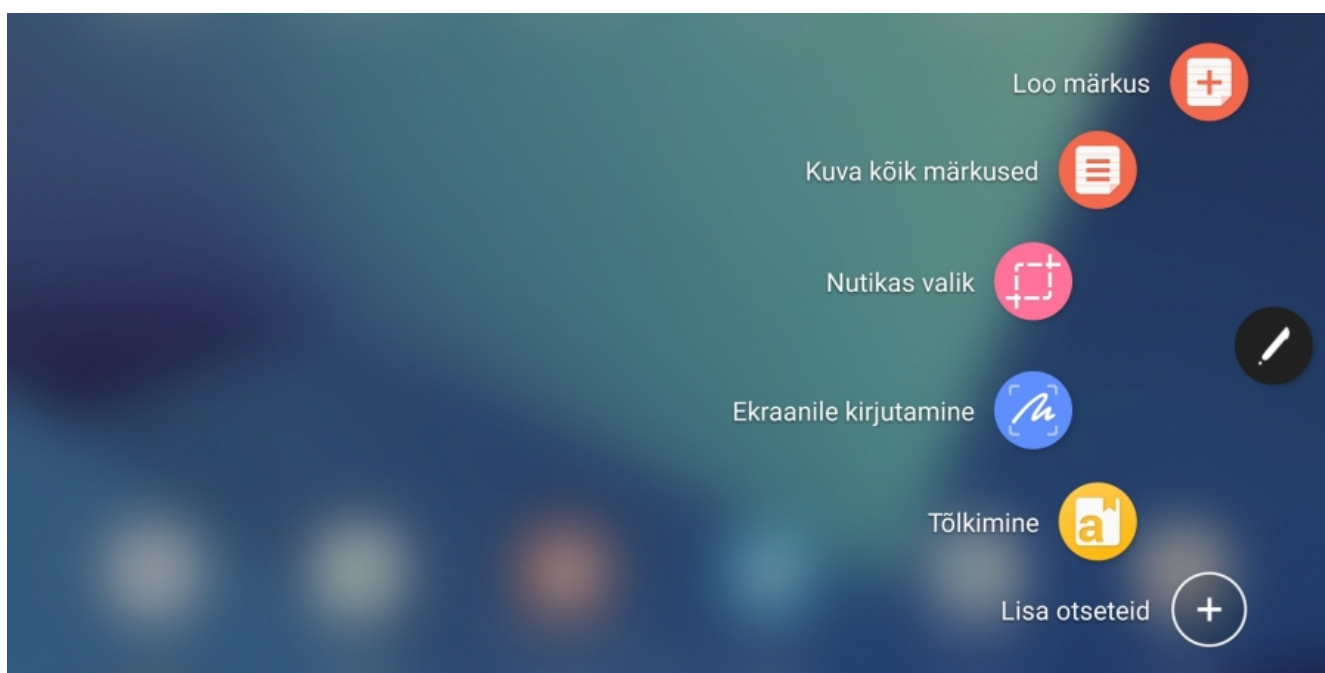 Loo märkus
Kuva kõik märkused
Nutikas valik
Ekraanile kirjutamine
Tõlkimine
a
Lisa otseteid